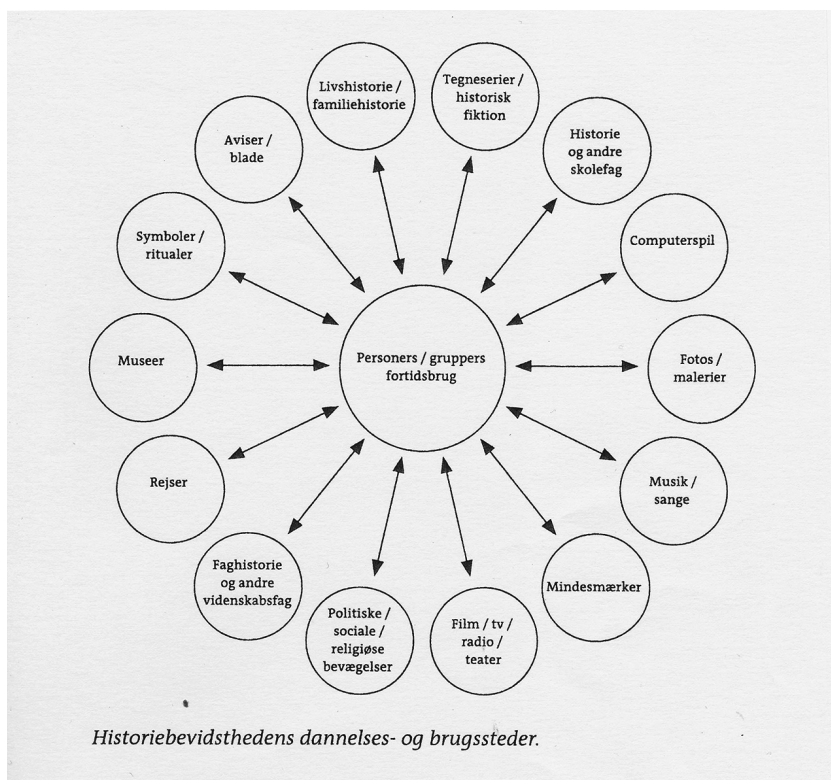 Livshistorie /
familiehistorie
Tegneserier /
historisk
fiktion
Historie
og andre
skolefag
Computerspil
Fotos /
malerier
Musik /
sange
Mindesmærker
Film / tv /
radio /
teater
Politiske /
sociale /
religiøse
bevægelser
Faghistorie
og andre
videnskabsfag
Rejser
Museer
Symboler /
ritualer
Aviser /
blade
Personers / gruppers
fortidsbrug
Historiebevidsthedens dannelses- og brugssteder.